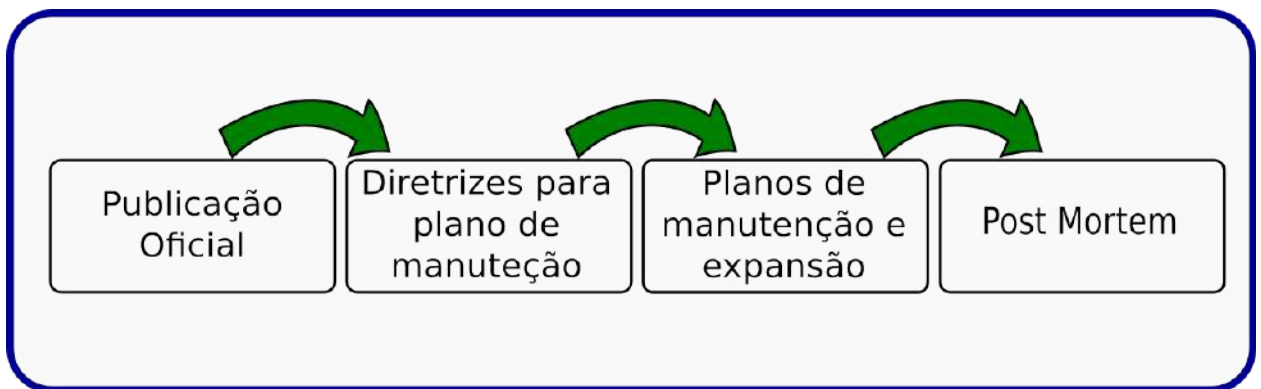 Publicação
Oficial
Diretrizes para
plano de
manuteção
Planos de
manutenção e
expansão
Post Mortem